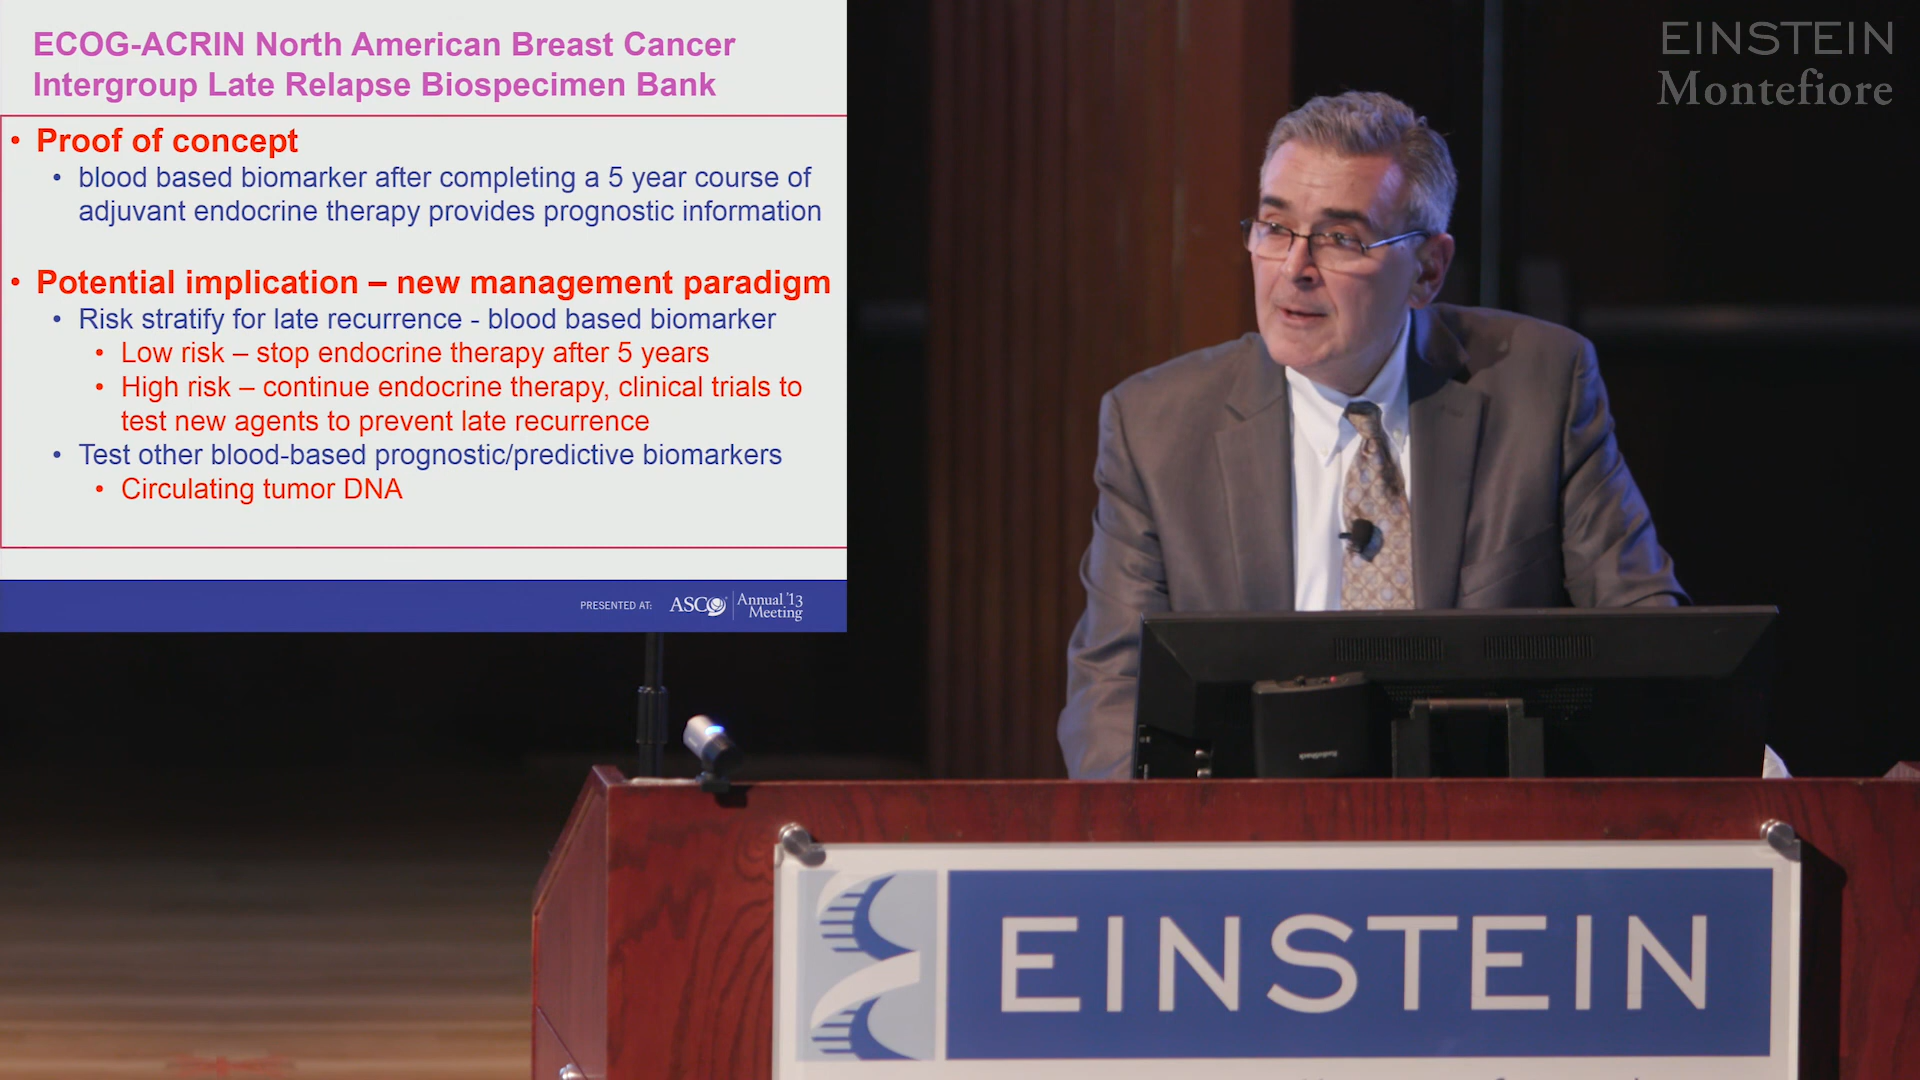 ECOG-ACRIN North American Breast Cancer
Intergroup Late Relapse Biospecimen Bank
• Proof of concept
• blood based biomarker after completing a 5 year course of
adjuvant endocrine therapy provides prognostic information
• Potential implication – new management paradigm
• Risk stratify for late recurrence - blood based biomarker
• Low risk – stop endocrine therapy after 5 years
• High risk – continue endocrine therapy, clinical trials to
test new agents to prevent late recurrence
• Test other blood-based prognostic/predictive biomarkers
• Circulating tumor DNA
PRESENTED AT: ASCO Annual '13
Meeting
EINSTEIN
Montefiore
EINSTEIN